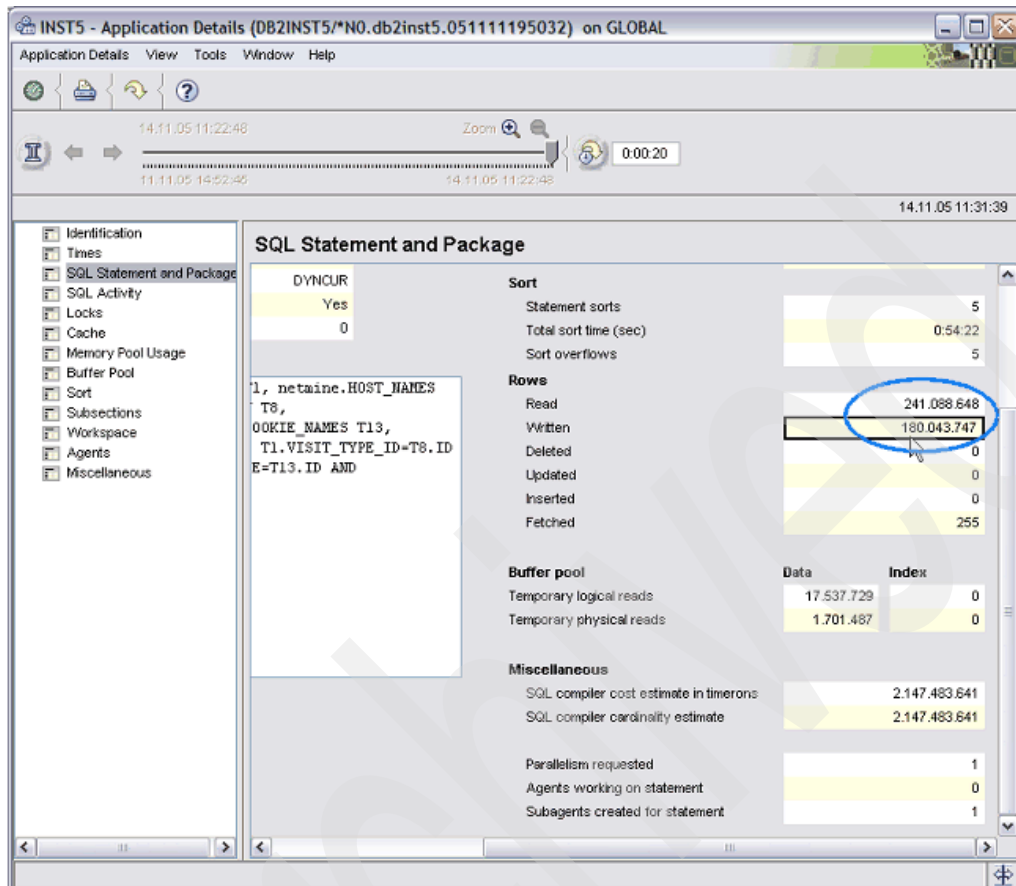 INST5 - Application Details (DB2INST5/*N0.db2inst5.051111195032) on GLOBAL
Application Details View Tools Window Help
14.11.05 11:22:48 Zoom
0:00:20
11.11.05 14:52:46 14.11.05 11:22:48
14.11.05 11:31:39
Identification
Times
SQL Statement and Package
SQL Activity
Locks
Cache
Memory Pool Usage
Buffer Pool
Sort
Subsections
Workspace
Agents
Miscellaneous
SQL Statement and Package
DYNCUR
Yes
0
T1, netmine.HOST_NAMES
T8,
OOKIE_NAMES T13,
T1.VISIT_TYPE_ID=T8.ID
E=T13.ID AND
Sort
Statement sorts 5
Total sort time (sec) 0:54:22
Sort overflows 5
Rows
Read 241.088.648
Written 180.043.747
Deleted 0
Updated 0
Inserted 0
Fetched 255
Buffer pool Data Index
Temporary logical reads 17.537.729 0
Temporary physical reads 1.701.487 0
Miscellaneous
SQL compiler cost estimate in timerons 2.147.483.641
SQL compiler cardinality estimate 2.147.483.641
Parallelism requested 1
Agents working on statement 0
Subagents created for statement 1